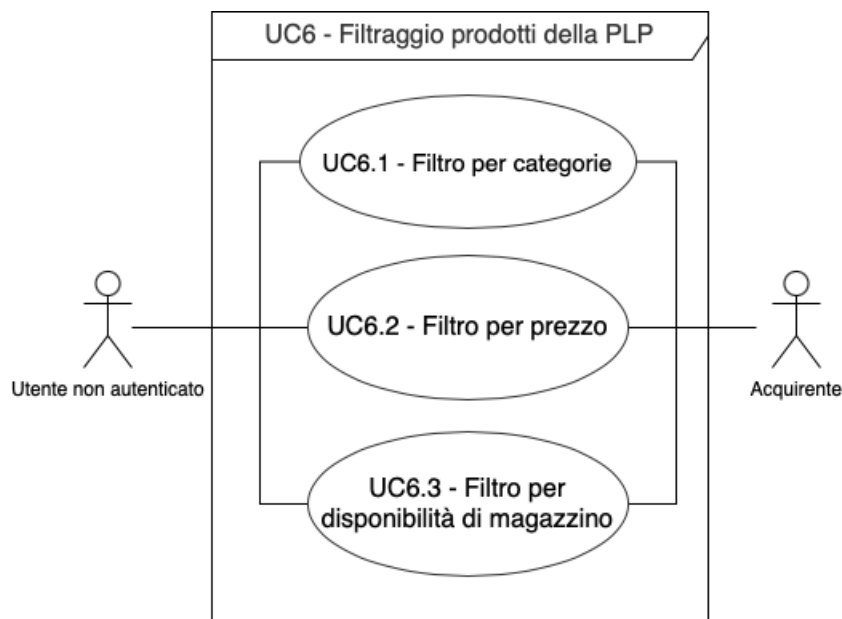 UC6 - Filtraggio prodotti della PLP
UC6.1 - Filtro per categorie
UC6.2 - Filtro per prezzo
Utente non autenticato
Acquirente
UC6.3 - Filtro per
disponibilità di magazzino